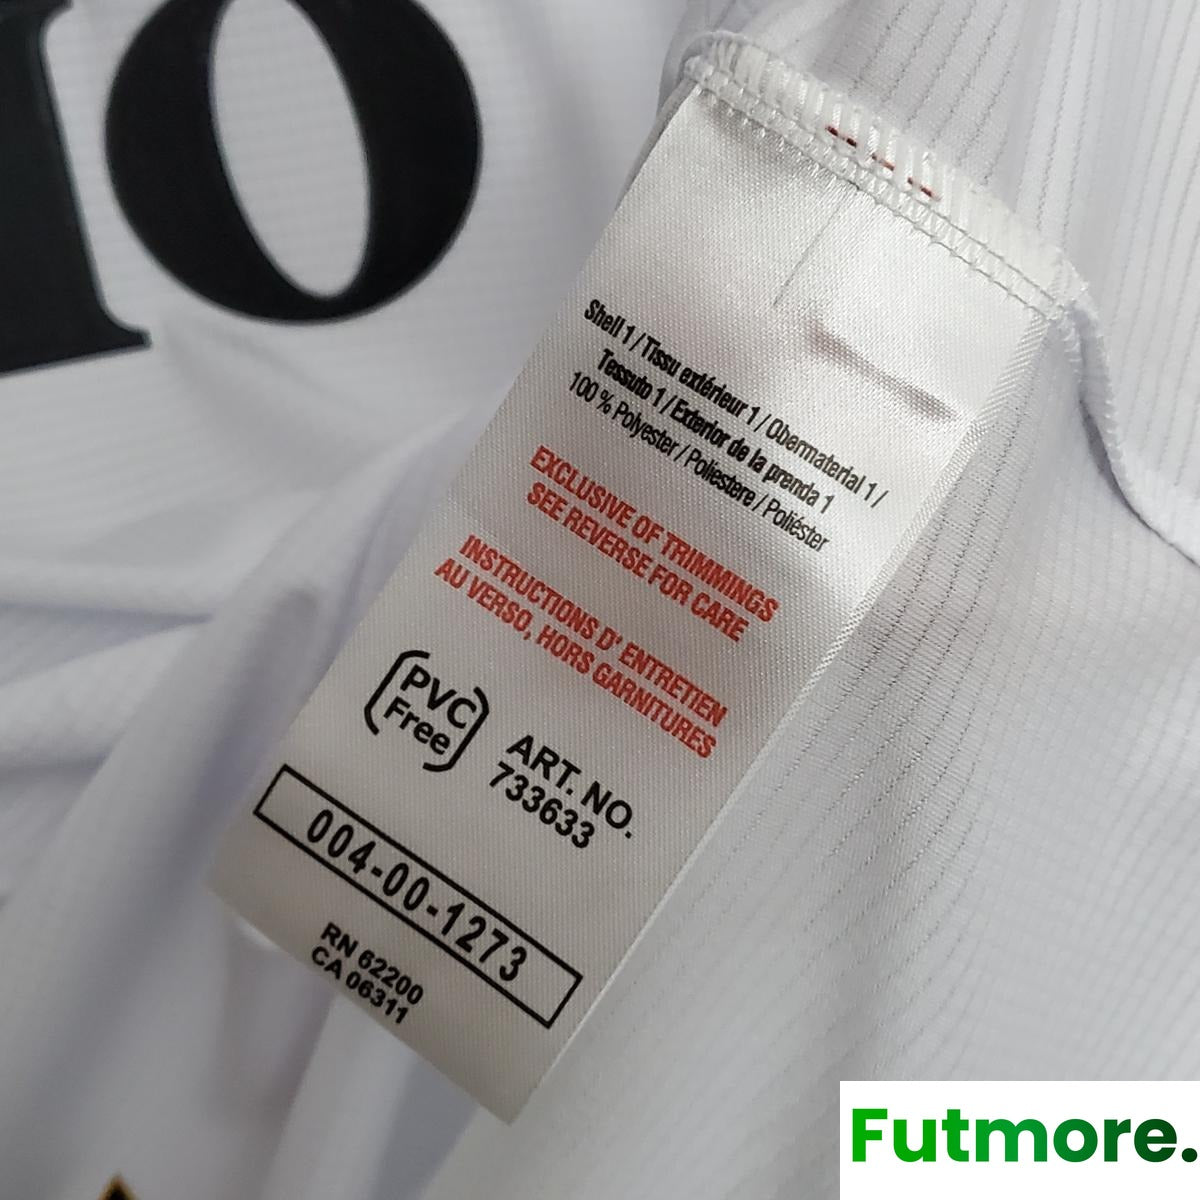 IO
Shell 1 / Tissu extérieur 1 / Obermaterial 1 /
Tessuto 1 / Exterior de la prenda 1
100 % Polyester / Poliestere / Poliéster
EXCLUSIVE OF TRIMMINGS
SEE REVERSE FOR CARE
INSTRUCTIONS D' ENTRETIEN
AU VERSO, HORS GARNITURES
PVC
Free
ART. NO.
733633
004-00-1273
RN 62200
CA 06311
Futmore.